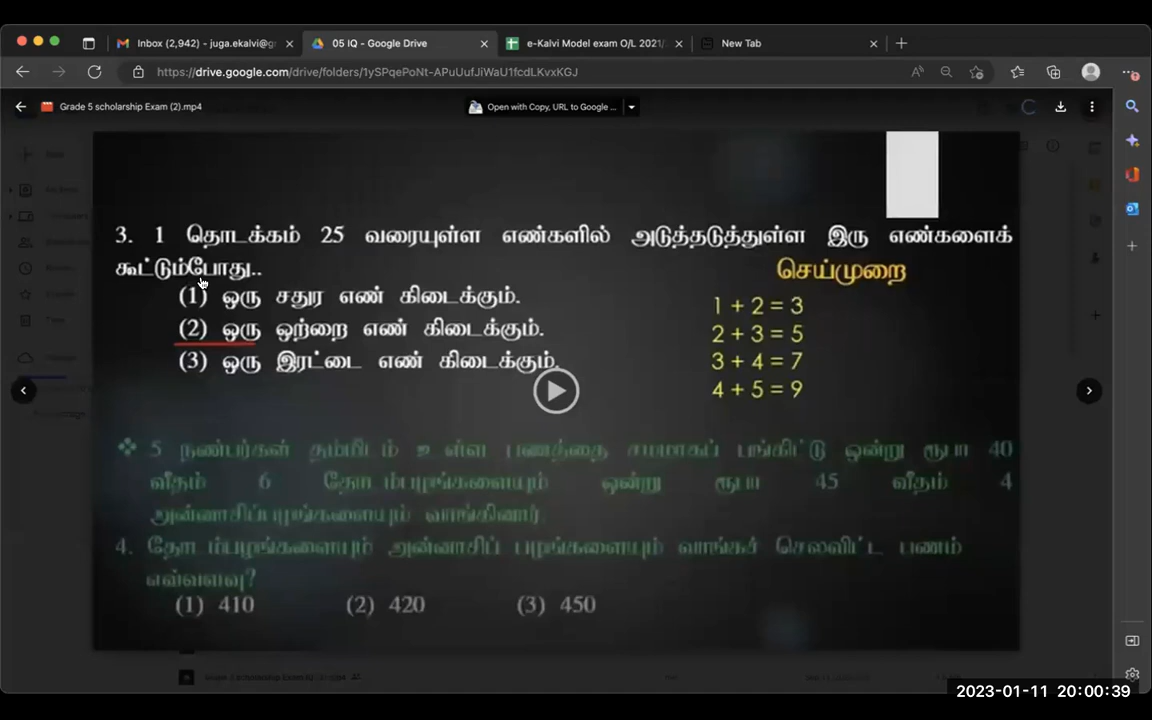 Inbox (2,942) - juga.ekalvi@g
05 IQ - Google Drive
e-Kalvi Model exam O/L 2021/
New Tab
https://drive.google.com/drive/folders/1ySPqePoNt-APuUufJiWaU1fcdLKvxKGJ
Grade 5 scholarship Exam (2).mp4
Open with Copy, URL to Google ...
3. 1 தொடக்கம் 25 வரையுள்ள எண்களில் அடுத்தடுத்துள்ள இரு எண்களைக்
கூட்டும்போது..
செய்முறை
(1) ஒரு சதுர எண் கிடைக்கும்.
(2) ஒரு ஒற்றை எண் கிடைக்கும்.
(3) ஒரு இரட்டை எண் கிடைக்கும்.
1 + 2 = 3
2 + 3 = 5
3 + 4 = 7
4 + 5 = 9
❖ 5 நண்பர்கள் தம்மிடம் உள்ள பணத்தை சமமாகப் பங்கிட்டு ஒன்று ரூபா 40
வீதம் 6 தோடம்பழங்களையும் ஒன்று ரூபா 45 வீதம் 4
அன்னாசிப்பழங்களையும் வாங்கினர்.
4. தோடம்பழங்களையும் அன்னாசிப் பழங்களையும் வாங்கச் செலவிட்ட பணம்
எவ்வளவு?
(1) 410 (2) 420 (3) 450
2023-01-11 20:00:39